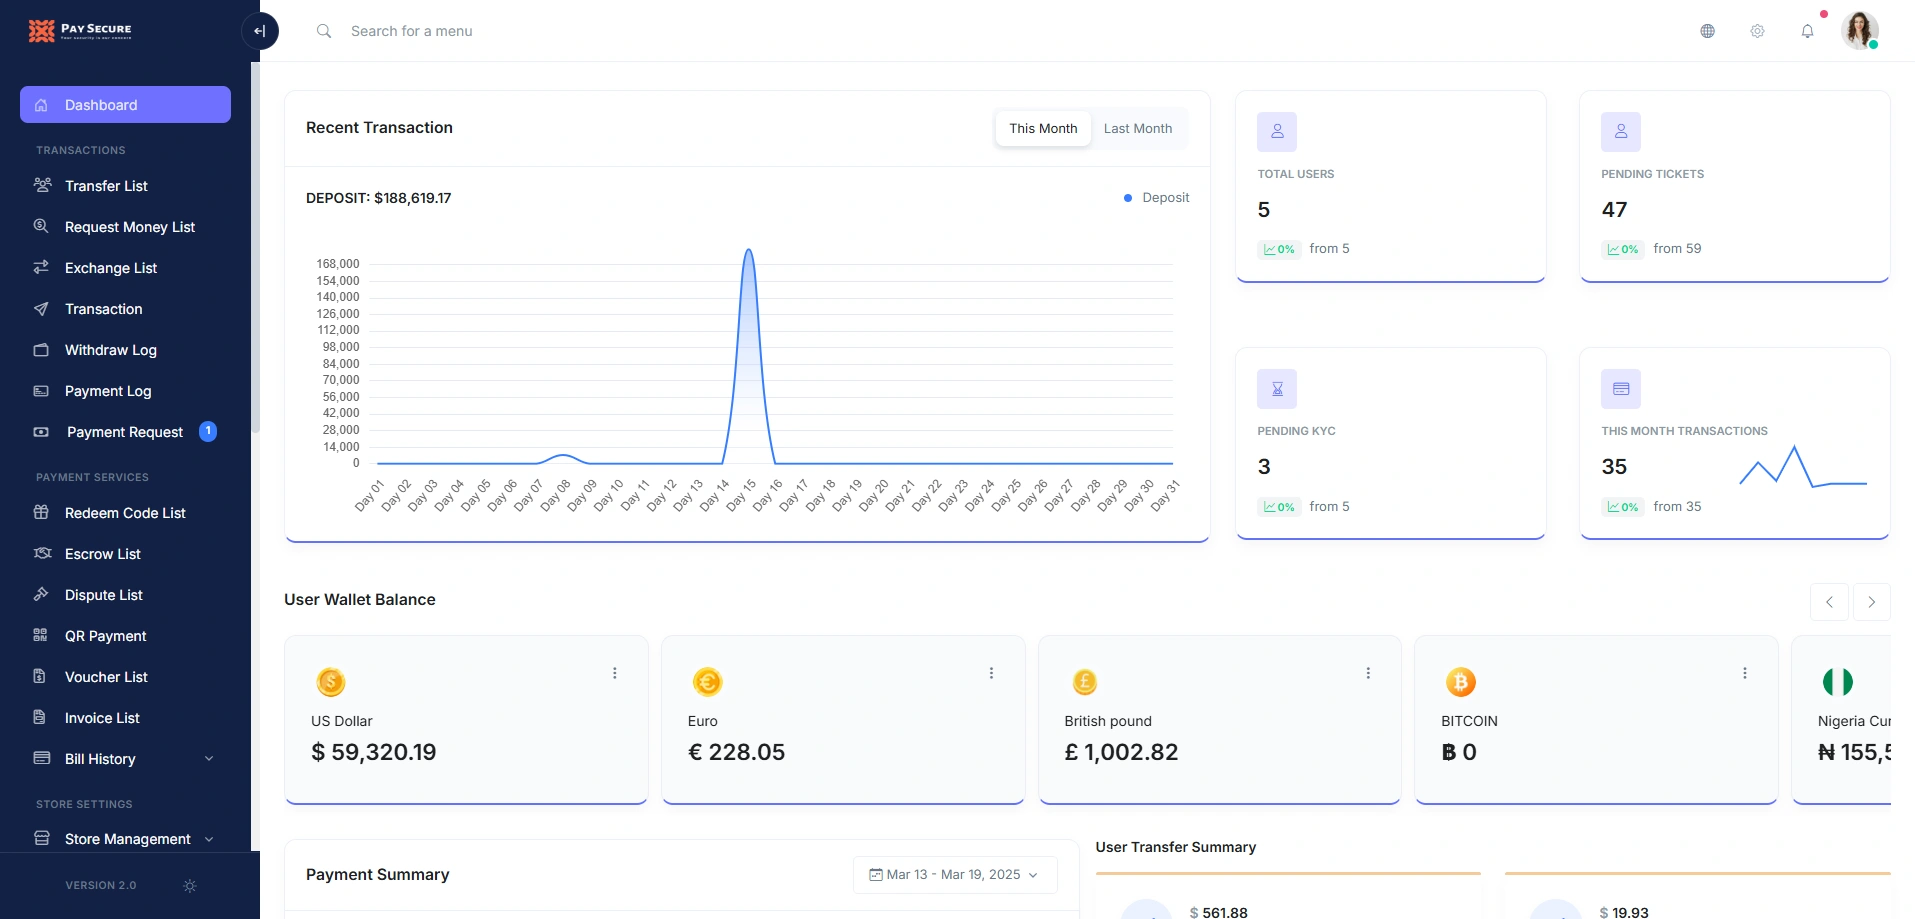 PAY SECURE
Your security is our concern
Search for a menu
Dashboard
TRANSACTIONS
Transfer List
Request Money List
Exchange List
Transaction
Withdraw Log
Payment Log
Payment Request 1
PAYMENT SERVICES
Redeem Code List
Escrow List
Dispute List
QR Payment
Voucher List
Invoice List
Bill History
STORE SETTINGS
Store Management
VERSION 2.0
Recent Transaction
This Month Last Month
DEPOSIT: $188,619.17
Deposit
168,000
154,000
140,000
126,000
112,000
98,000
84,000
70,000
56,000
42,000
28,000
14,000
0
Day 01 Day 02 Day 03 Day 04 Day 05 Day 06 Day 07 Day 08 Day 09 Day 10 Day 11 Day 12 Day 13 Day 14 Day 15 Day 16 Day 17 Day 18 Day 19 Day 20 Day 21 Day 22 Day 23 Day 24 Day 25 Day 26 Day 27 Day 28 Day 29 Day 30 Day 31
TOTAL USERS
5
0% from 5
PENDING TICKETS
47
0% from 59
PENDING KYC
3
0% from 5
THIS MONTH TRANSACTIONS
35
0% from 35
User Wallet Balance
US Dollar
$ 59,320.19
Euro
€ 228.05
British pound
£ 1,002.82
BITCOIN
฿ 0
Nigeria Cur
₦ 155,5
Payment Summary
Mar 13 - Mar 19, 2025
User Transfer Summary
$ 561.88
$ 19.93